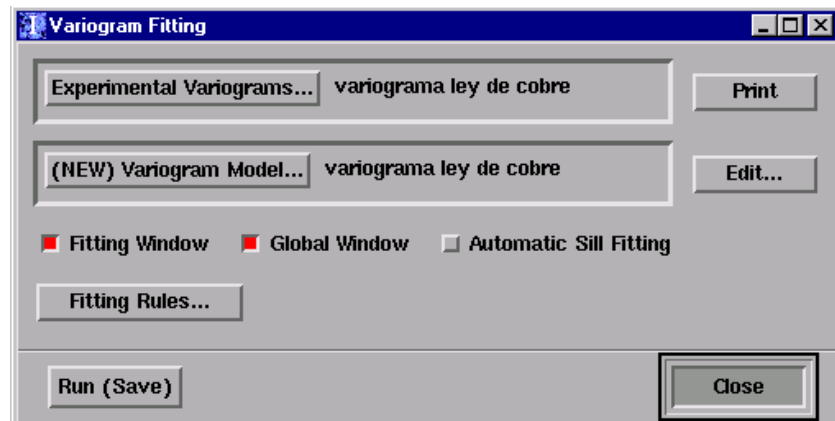 Variogram Fitting
Experimental Variograms... variograma ley de cobre
Print
(NEW) Variogram Model... variograma ley de cobre
Edit...
Fitting Window Global Window Automatic Sill Fitting
Fitting Rules...
Run (Save)
Close